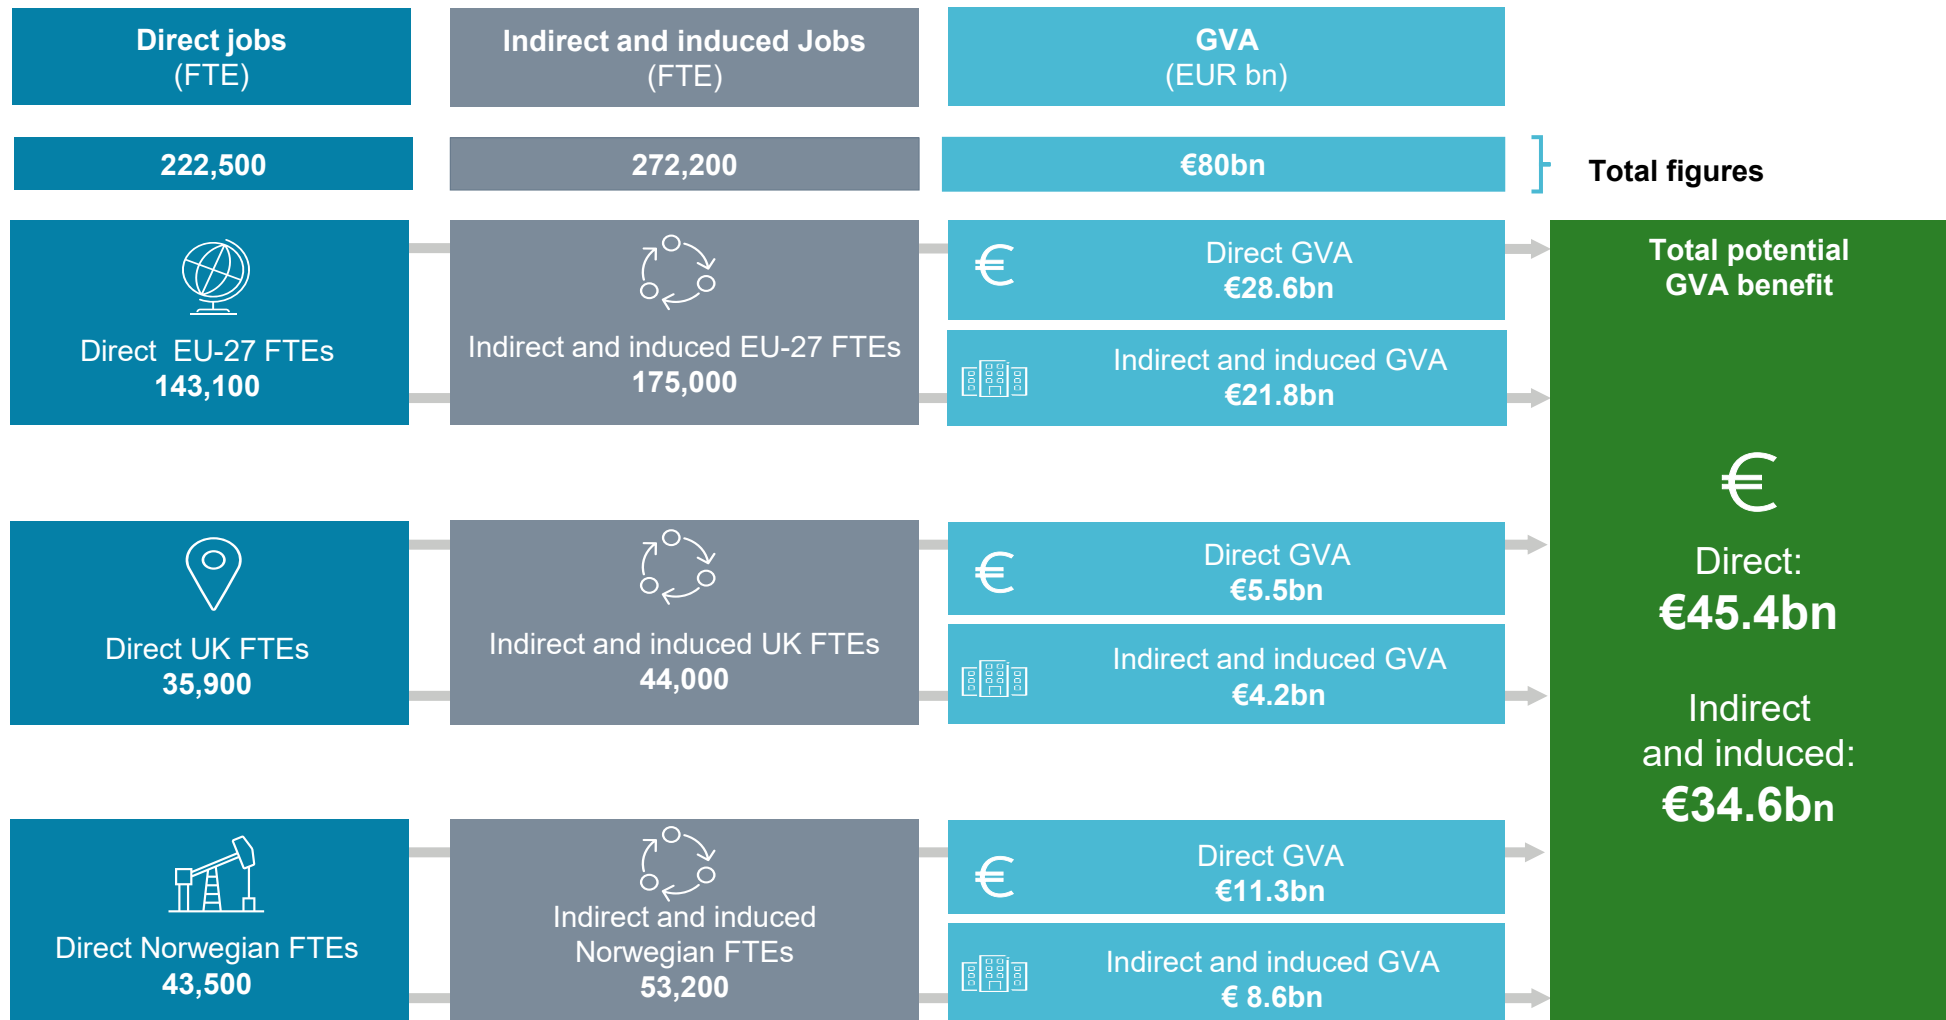 Direct jobs
(FTE)
Indirect and induced Jobs
(FTE)
GVA
(EUR bn)
222,500
272,200
€80bn
Total figures
Direct EU-27 FTEs
143,100
Indirect and induced EU-27 FTEs
175,000
€
Direct GVA
€28.6bn
Indirect and induced GVA
€21.8bn
Direct UK FTEs
35,900
Indirect and induced UK FTEs
44,000
€
Direct GVA
€5.5bn
Indirect and induced GVA
€4.2bn
Direct Norwegian FTEs
43,500
Indirect and induced
Norwegian FTEs
53,200
€
Direct GVA
€11.3bn
Indirect and induced GVA
€ 8.6bn
Total potential
GVA benefit
€
Direct:
€45.4bn
Indirect
and induced:
€34.6bn